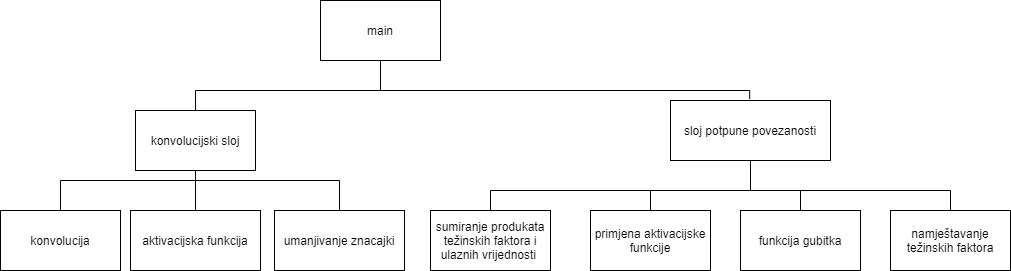 main
konvolucijski sloj
sloj potpune povezanosti
konvolucija
aktivacijska funkcija
umanjivanje znacajki
sumiranje produkata
težinskih faktora i
ulaznih vrijednosti
primjena aktivacijske
funkcije
funkcija gubitka
namještavanje
težinskih faktora